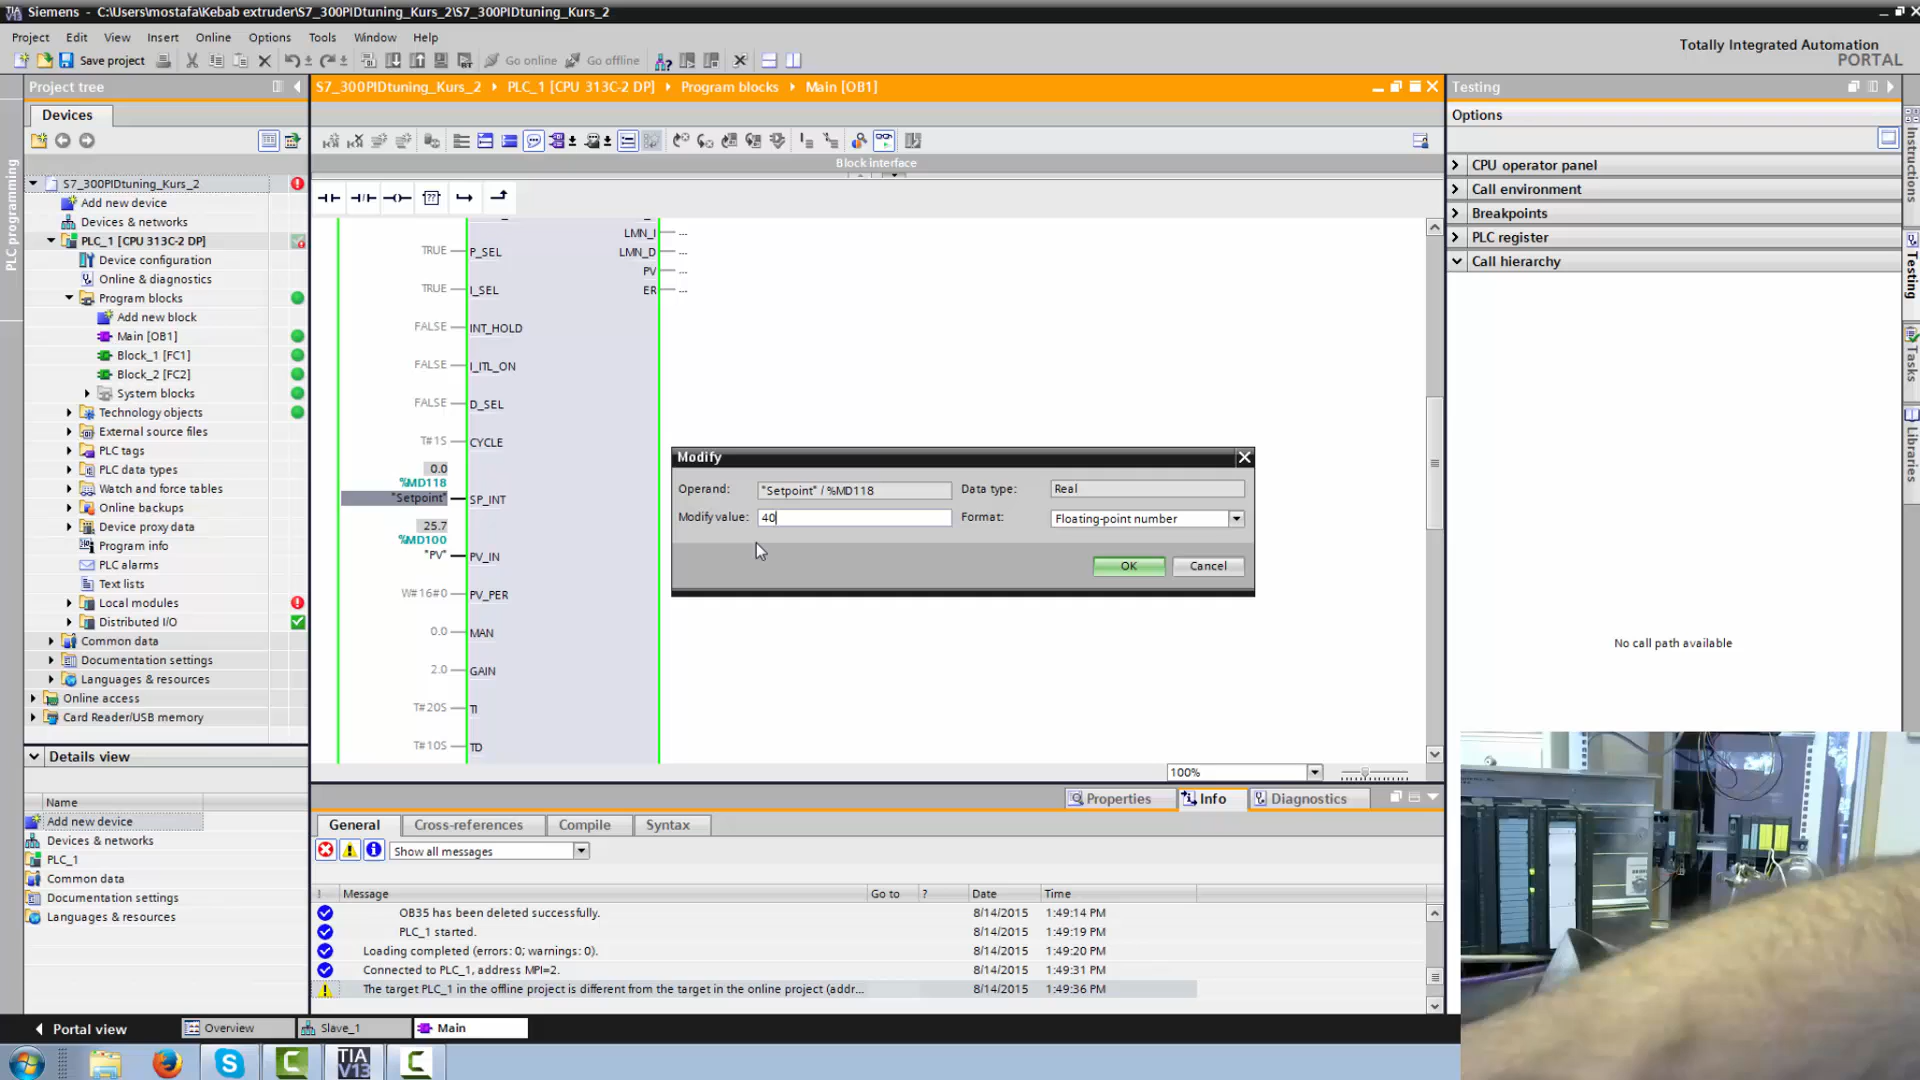 Siemens - C:\Users\mostafa\Kebab extruder\S7_300PIDtuning_Kurs_2\S7_300PIDtuning_Kurs_2
Project Edit View Insert Online Options Tools Window Help
Totally Integrated Automation
PORTAL
Save project
Go online
Go offline
Project tree
S7_300PIDtuning_Kurs_2 PLC_1 [CPU 313C-2 DP] Program blocks Main [OB1]
Testing
Devices
Options
Block interface
PLC programming
S7_300PIDtuning_Kurs_2
Add new device
Devices & networks
PLC_1 [CPU 313C-2 DP]
Device configuration
Online & diagnostics
Program blocks
Add new block
Main [OB1]
Block_1 [FC1]
Block_2 [FC2]
System blocks
Technology objects
External source files
PLC tags
PLC data types
Watch and force tables
Online backups
Device proxy data
Program info
PLC alarms
Text lists
Local modules
Distributed I/O
Common data
Documentation settings
Languages & resources
Online access
Card Reader/USB memory
LMN_I ...
TRUE P_SEL LMN_D ...
PV ...
TRUE I_SEL ER ...
FALSE INT_HOLD
FALSE I_ITL_ON
FALSE D_SEL
T#1S CYCLE
0.0
%MD118
"Setpoint" SP_INT
25.7
%MD100
"PV" PV_IN
W#16#0 PV_PER
0.0 MAN
2.0 GAIN
T#20S TI
T#10S TD
Modify
Operand: "Setpoint" / %MD118 Data type: Real
Modify value: 40 Format: Floating-point number
OK Cancel
100%
CPU operator panel
Call environment
Breakpoints
PLC register
Call hierarchy
No call path available
Instructions
Testing
Tasks
Libraries
Details view
Name
Add new device
Devices & networks
PLC_1
Common data
Documentation settings
Languages & resources
Properties Info Diagnostics
General Cross-references Compile Syntax
Show all messages
! Message Go to ? Date Time
OB35 has been deleted successfully. 8/14/2015 1:49:14 PM
PLC_1 started. 8/14/2015 1:49:19 PM
Loading completed (errors: 0; warnings: 0). 8/14/2015 1:49:20 PM
Connected to PLC_1, address MPI=2. 8/14/2015 1:49:31 PM
The target PLC_1 in the offline project is different from the target in the online project (addr... 8/14/2015 1:49:36 PM
Portal view Overview Slave_1 Main
TIA
V13